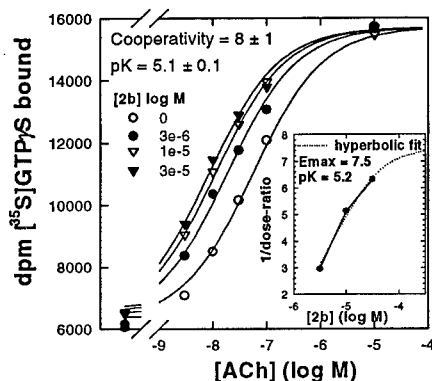 16000
14000
12000
10000
8000
6000
dpm [³⁵S]GTPγS bound
Cooperativity = 8 ± 1
pK = 5.1 ± 0.1
[2b] log M
0
3e-6
1e-5
3e-5
-9 -8 -7 -6 -5 -4
[ACh] (log M)
8
7
6
5
4
3
2
1/dose-ratio
hyperbolic fit
Emax = 7.5
pK = 5.2
-6 -5 -4
[2b] (log M)